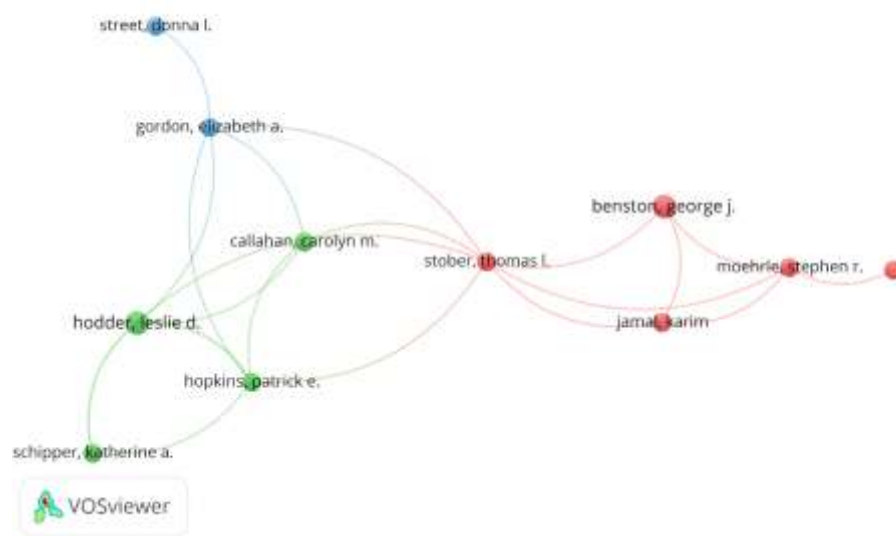 street, donna l.
gordon, elizabeth a.
benston, george j.
callahan, carolyn m.
stober, thomas l.
moehrle, stephen r.
hodder, leslie d.
jamal, karim
hopkins, patrick e.
schipper, katherine a.
VOSviewer